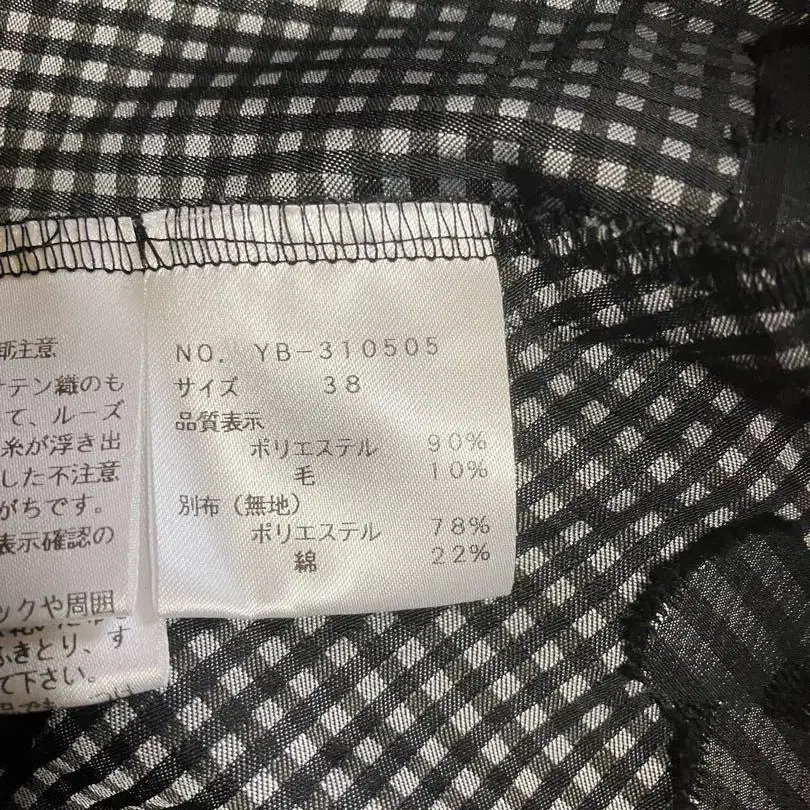 注意
サテン織のも
て、ルーズ
糸が浮き出
した不注意
がちです。
表示確認の
ックや周囲
ふきとり、す
て下さい。
NO. YB-310505
サイズ 38
品質表示
ポリエステル 90%
毛 10%
別布(無地)
ポリエステル 78%
綿 22%